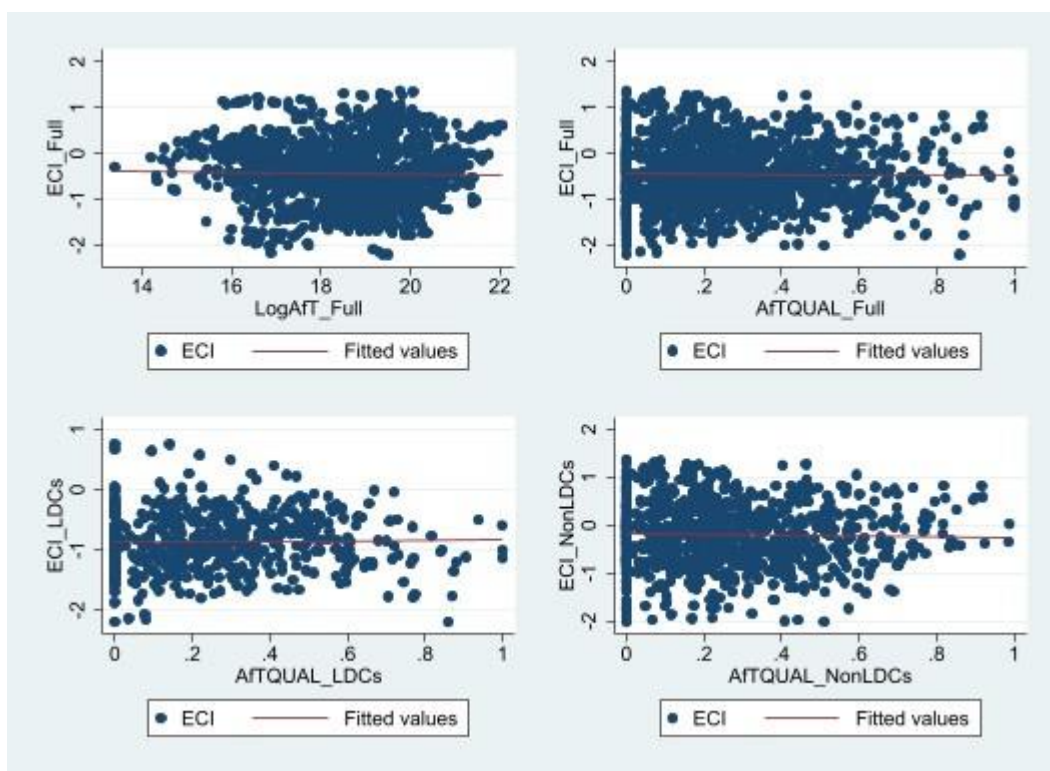 ECI_Full
2
1
0
-1
-2
14 16 18 20 22
LogAfT_Full
ECI Fitted values
ECI_Full
2
1
0
-1
-2
0 .2 .4 .6 .8 1
AfTQUAL_Full
ECI Fitted values
ECI_LDCs
1
0
-1
-2
0 .2 .4 .6 .8 1
AfTQUAL_LDCs
ECI Fitted values
ECI_NonLDCs
2
1
0
-1
-2
0 .2 .4 .6 .8 1
AfTQUAL_NonLDCs
ECI Fitted values